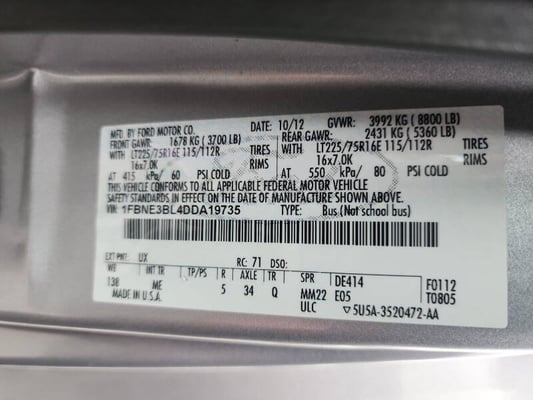 MFD. BY FORD MOTOR CO.
DATE: 10/12 GVWR: 3992 KG ( 8800 LB)
FRONT GAWR: 1678 KG ( 3700 LB) REAR GAWR: 2431 KG ( 5360 LB)
WITH LT225/75R16E 115/112R TIRES WITH LT225/75R16E 115/112R TIRES
16x7.0K RIMS 16x7.0K RIMS
AT 415 kPa/ 60 PSI COLD AT 550 kPa/ 80 PSI COLD
THIS VEHICLE CONFORMS TO ALL APPLICABLE FEDERAL MOTOR VEHICLE
SAFETY STANDARDS IN EFFECT ON THE DATE OF MANUFACTURE SHOWN ABOVE.
VIN: 1FBNE3BL4DDA19735 TYPE: Bus (Not school bus)
EXT PNT: UX RC: 71 DSO:
WB INT TR TP/PS R AXLE TR SPR DE414 F0112
138 ME 5 34 Q MM22 E05 T0805
MADE IN U.S.A. ULC ▽5U5A-3520472-AA